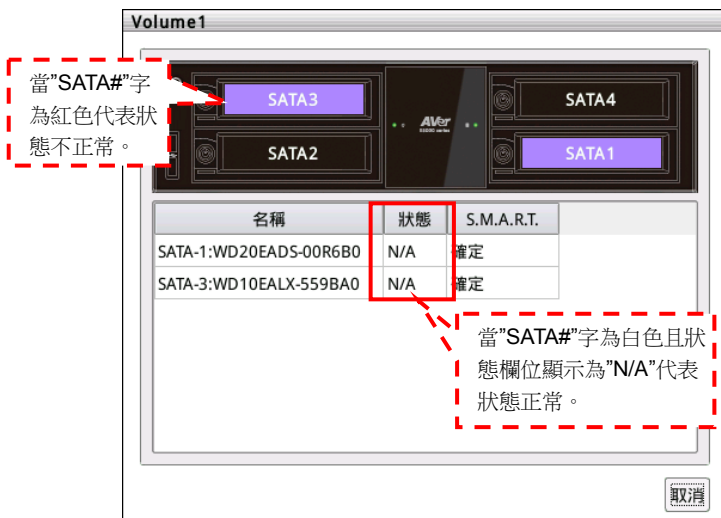 Volume1
當”SATA#”字
為紅色代表狀
態不正常。
SATA3
SATA4
AVer
SATA2
SATA1
名稱 狀態 S.M.A.R.T.
SATA-1:WD20EADS-00R6B0 N/A 確定
SATA-3:WD10EALX-559BA0 N/A 確定
當”SATA#”字為白色且狀
態欄位顯示為”N/A”代表
狀態正常。
取消